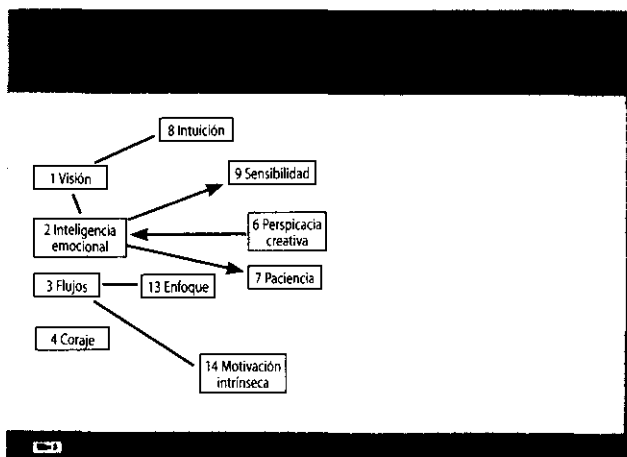 8 Intuición
1 Visión
9 Sensibilidad
2 Inteligencia
emocional
6 Perspicacia
creativa
7 Paciencia
3 Flujos
13 Enfoque
4 Coraje
14 Motivación
intrínseca